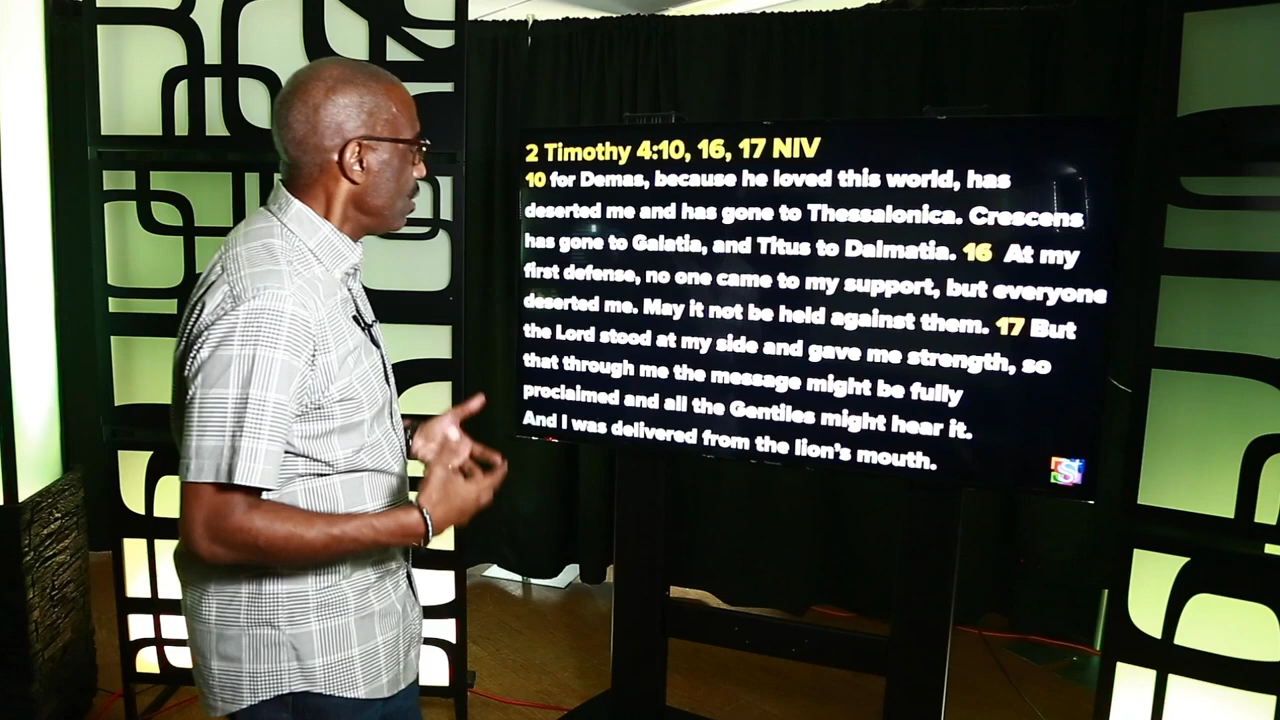 2 Timothy 4:10, 16, 17 NIV
10 for Demas, because he loved this world, has
deserted me and has gone to Thessalonica. Crescens
has gone to Galatia, and Titus to Dalmatia. 16 At my
first defense, no one came to my support, but everyone
deserted me. May it not be held against them. 17 But
the Lord stood at my side and gave me strength, so
that through me the message might be fully
proclaimed and all the Gentiles might hear it.
And I was delivered from the lion's mouth.
S